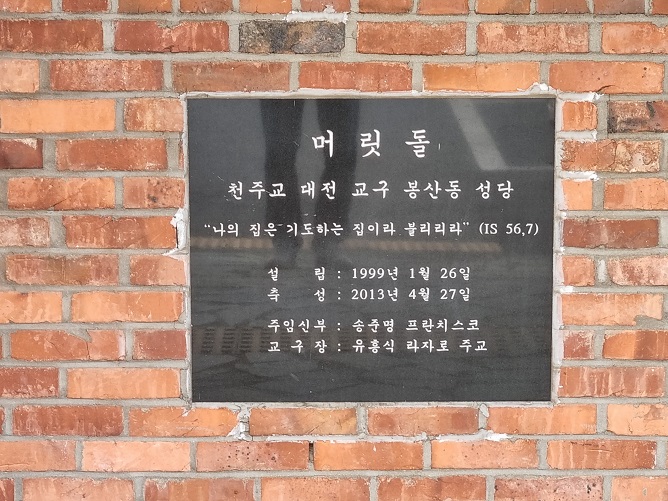 머릿돌
천주교 대전 교구 봉산동 성당
“나의 집은 기도하는 집이라 불리리라” (IS 56,7)
설 립 : 1999년 1월 26일
축 성 : 2013년 4월 27일
주임신부 : 송준명 프란치스코
교 구 장 : 유흥식 라자로 주교